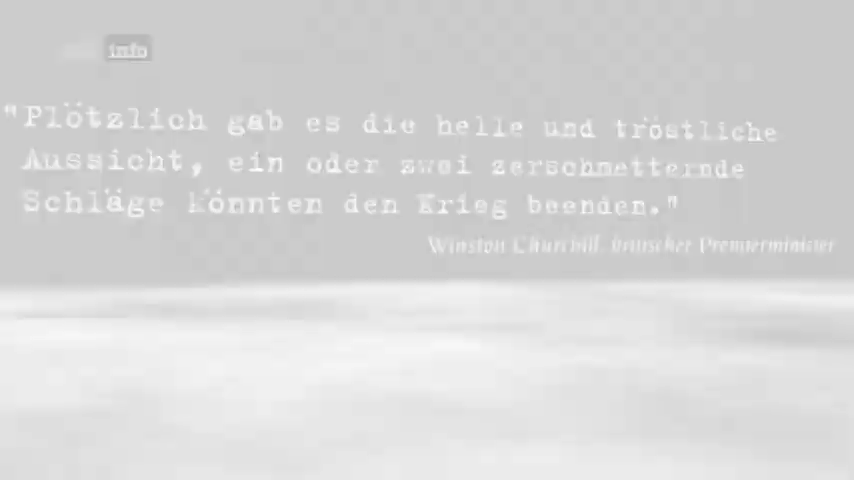 info
"Plötzlich gab es die helle und tröstliche
Aussicht, ein oder zwei zerschmetternde
Schläge könnten den Krieg beenden."
Winston Churchill, britischer Premierminister